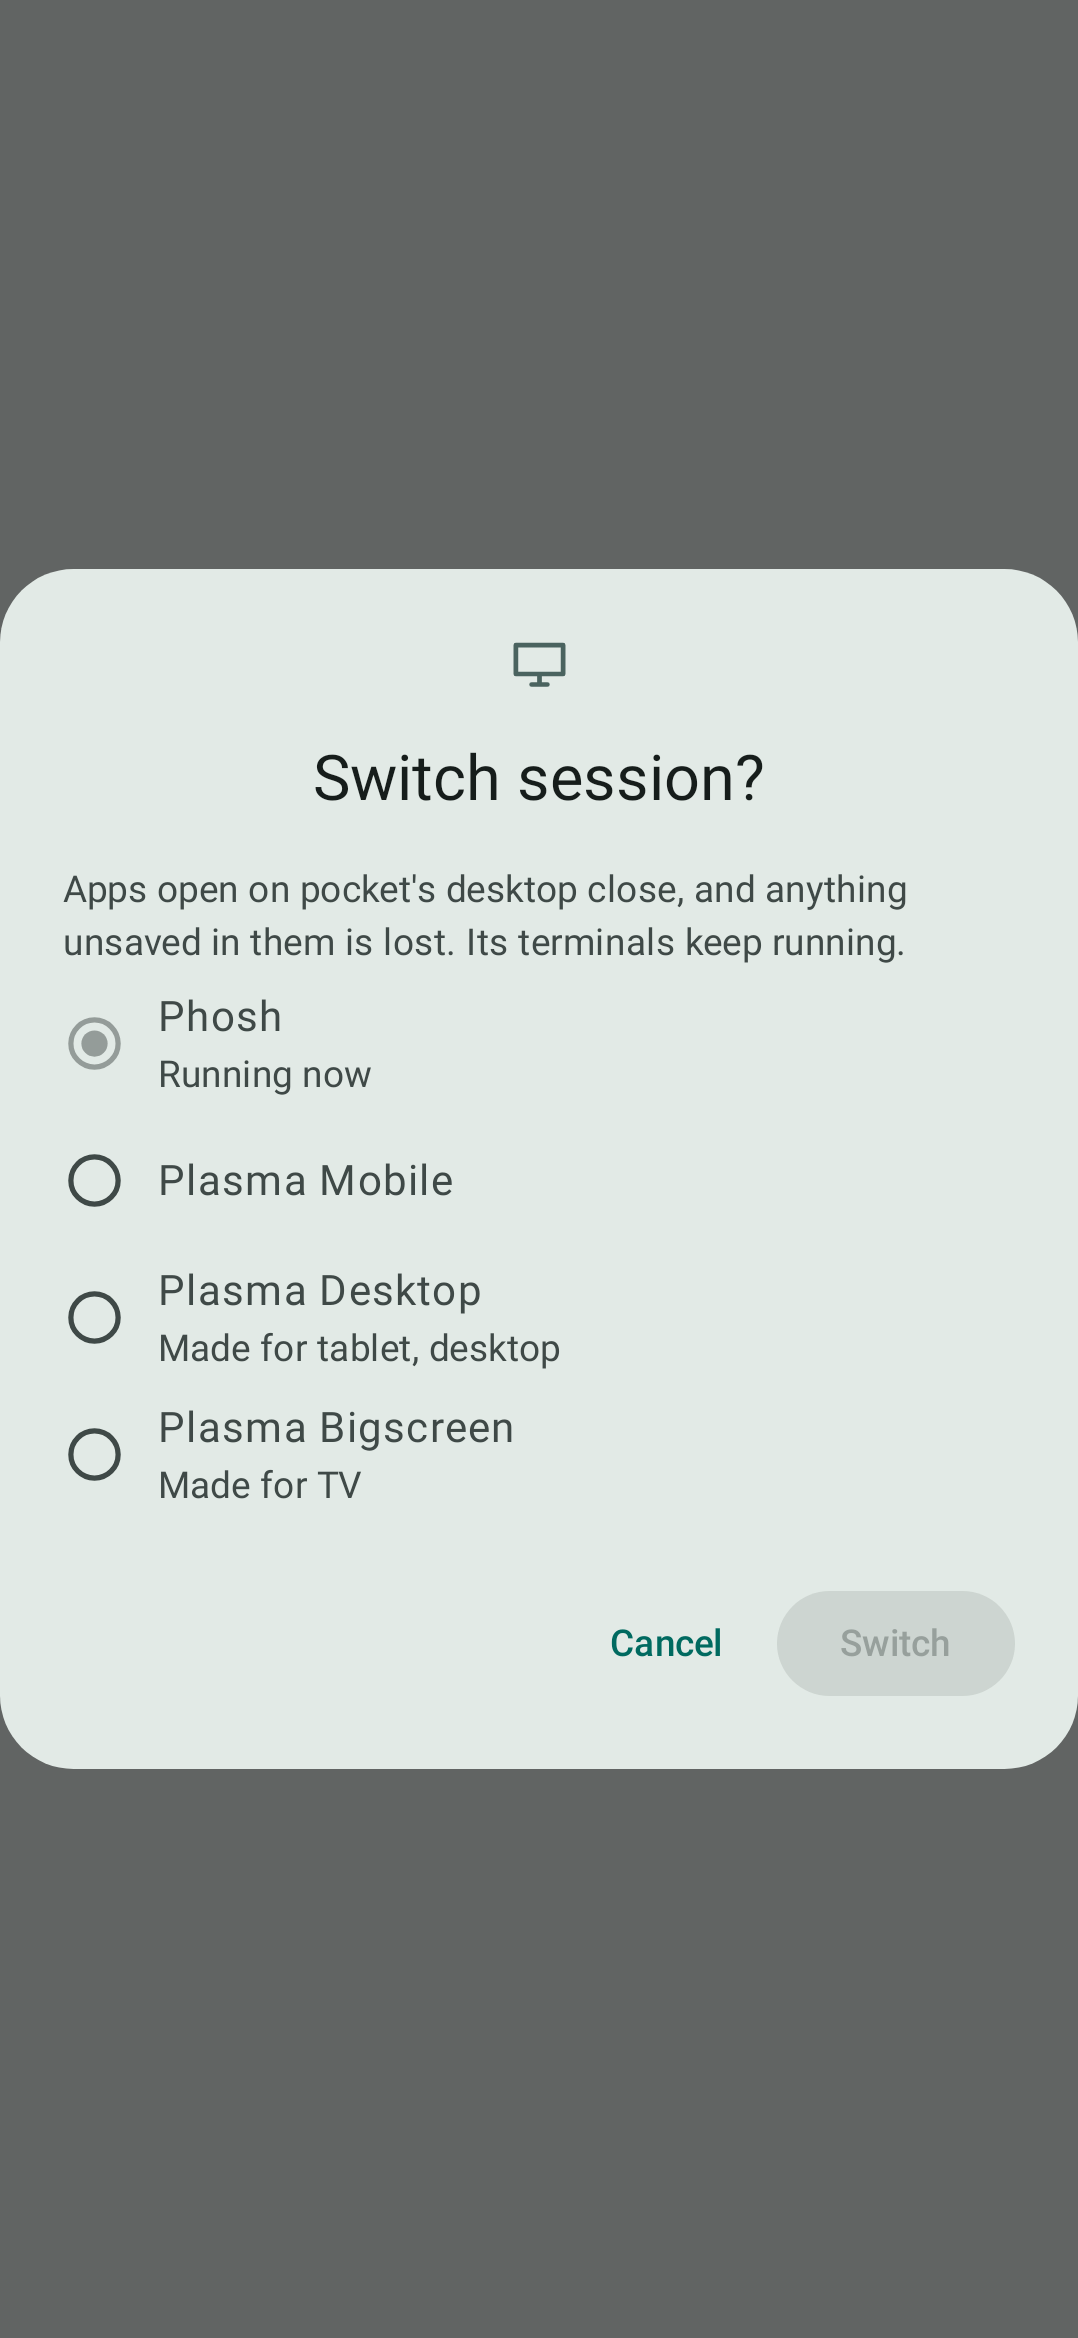 Switch session?
Apps open on pocket's desktop close, and anything
unsaved in them is lost. Its terminals keep running.
Phosh
Running now
Plasma Mobile
Plasma Desktop
Made for tablet, desktop
Plasma Bigscreen
Made for TV
Cancel
Switch